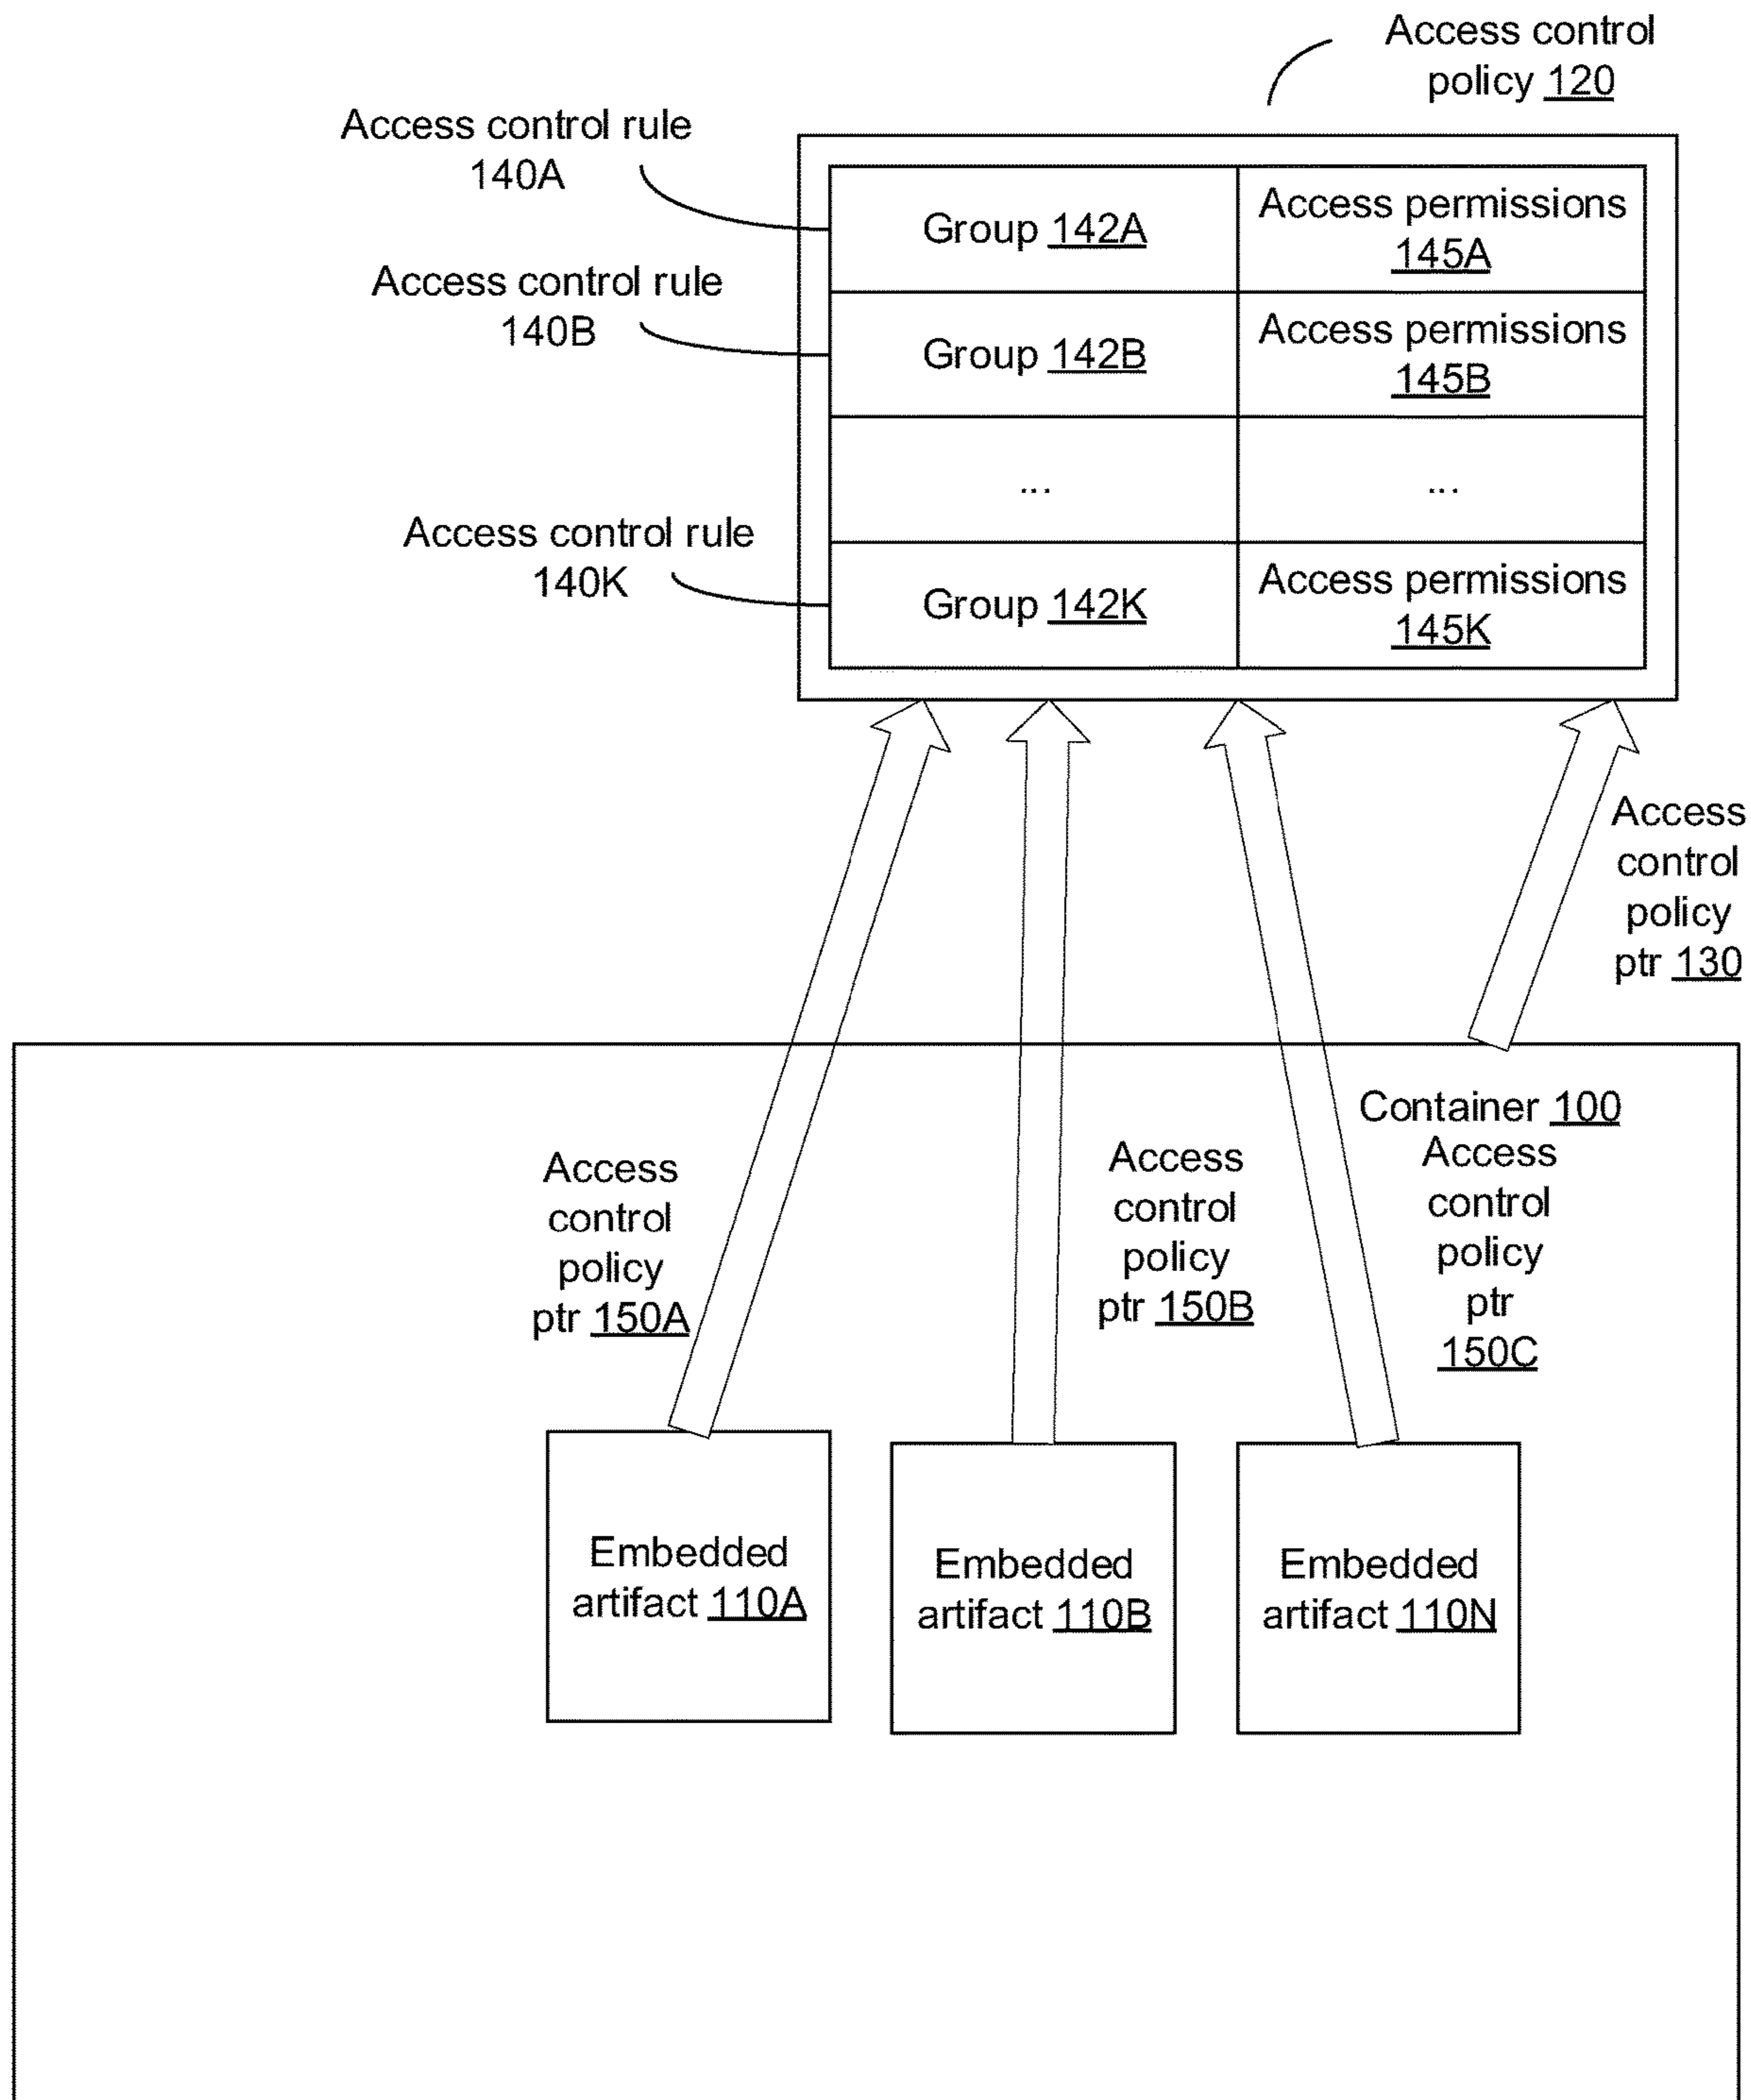 Access control
policy 120
Access control rule
140A
Group 142A
Access permissions
145A
Access control rule
140B
Group 142B
Access permissions
145B
... ...
Access control rule
140K
Group 142K
Access permissions
145K
Access
control
policy
ptr 130
Container 100
Access
control
policy
ptr 150A
Access
control
policy
ptr 150B
Access
control
policy
ptr
150C
Embedded
artifact 110A
Embedded
artifact 110B
Embedded
artifact 110N